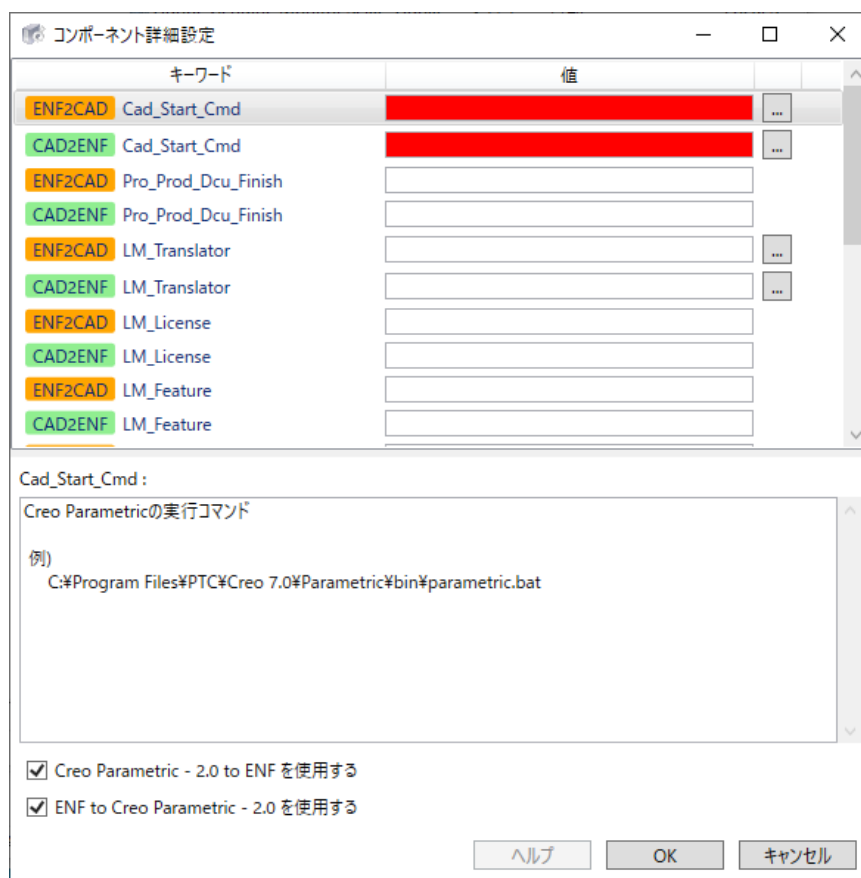 コンポーネント詳細設定
キーワード 値
ENF2CAD Cad_Start_Cmd ...
CAD2ENF Cad_Start_Cmd ...
ENF2CAD Pro_Prod_Dcu_Finish
CAD2ENF Pro_Prod_Dcu_Finish
ENF2CAD LM_Translator ...
CAD2ENF LM_Translator ...
ENF2CAD LM_License
CAD2ENF LM_License
ENF2CAD LM_Feature
CAD2ENF LM_Feature
Cad_Start_Cmd :
Creo Parametricの実行コマンド
例)
C:¥Program Files¥PTC¥Creo 7.0¥Parametric¥bin¥parametric.bat
Creo Parametric - 2.0 to ENF を使用する
ENF to Creo Parametric - 2.0 を使用する
ヘルプ OK キャンセル